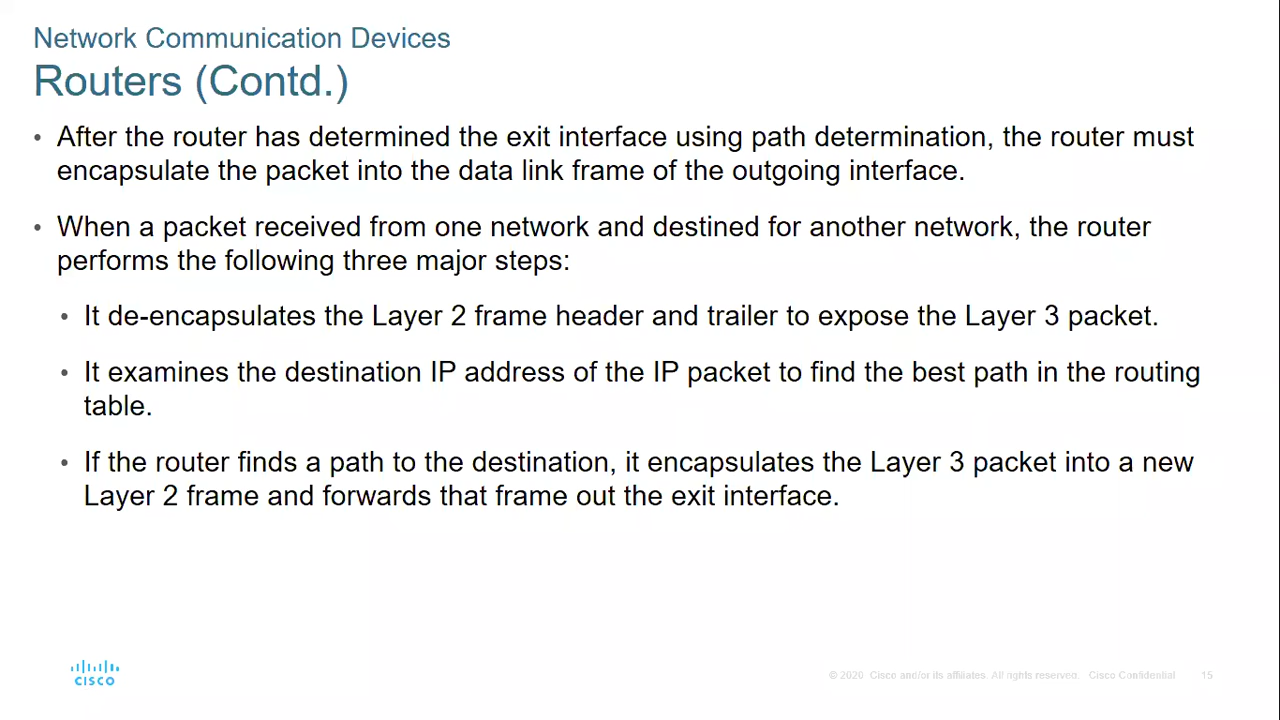 Network Communication Devices
Routers (Contd.)
• After the router has determined the exit interface using path determination, the router must
encapsulate the packet into the data link frame of the outgoing interface.
• When a packet received from one network and destined for another network, the router
performs the following three major steps:
• It de-encapsulates the Layer 2 frame header and trailer to expose the Layer 3 packet.
• It examines the destination IP address of the IP packet to find the best path in the routing
table.
• If the router finds a path to the destination, it encapsulates the Layer 3 packet into a new
Layer 2 frame and forwards that frame out the exit interface.
CISCO
© 2020 Cisco and/or its affiliates. All rights reserved. Cisco Confidential 15